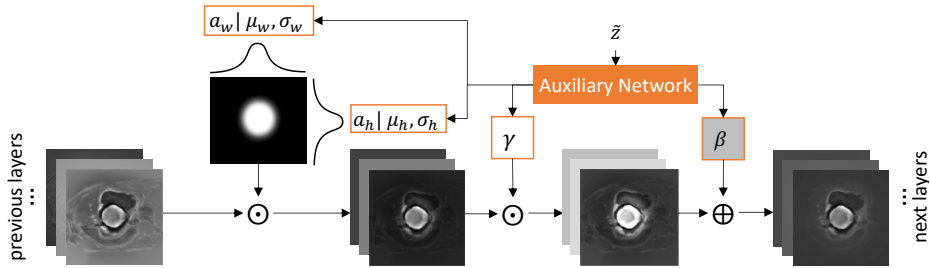 a_w | μ_w, σ_w
z̃
Auxiliary Network
a_h | μ_h, σ_h
γ
β
previous layers
...
⊙
⊙
⊕
...
next layers